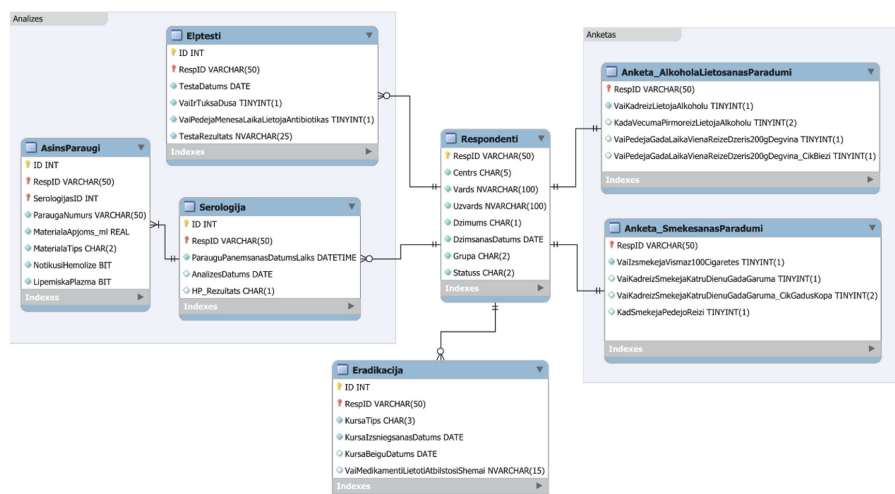 Analizes
Elptesti
ID INT
RespID VARCHAR(50)
TestaDatums DATE
VaiIrTuksaDusa TINYINT(1)
VaiPedejaMenesaLaikaLietojaAntibiotikas TINYINT(1)
TestaRezultats NVARCHAR(25)
Indexes
AsinsParaugi
ID INT
RespID VARCHAR(50)
SerologijasID INT
ParaugaNumurs VARCHAR(50)
MaterialaApjoms_ml REAL
MaterialaTips CHAR(2)
NotikusiHemolize BIT
LipemiskaPlazma BIT
Indexes
Serologija
ID INT
RespID VARCHAR(50)
ParauguPanemsanasDatumsLaiks DATETIME
AnalizesDatums DATE
HP_Rezultats CHAR(1)
Indexes
Respondenti
RespID VARCHAR(50)
Centrs CHAR(5)
Vards NVARCHAR(100)
Uzvards NVARCHAR(100)
Dzimums CHAR(1)
DzimsanasDatums DATE
Grupa CHAR(2)
Statuss CHAR(2)
Indexes
Anketas
Anketa_AlkoholaLietosanasParadumi
RespID VARCHAR(50)
VaiKadreizLietojaAlkoholu TINYINT(1)
KadaVecumaPirmoreizLietojaAlkoholu TINYINT(2)
VaiPedejaGadaLaikaVienaReizeDzeris200gDegvina TINYINT(1)
VaiPedejaGadaLaikaVienaReizeDzeris200gDegvina_CikBiezi TINYINT(1)
Indexes
Anketa_SmekesanasParadumi
RespID VARCHAR(50)
VaiIzsmekejaVismaz100Cigaretes TINYINT(1)
VaiKadreizSmekejaKatruDienuGadaGaruma TINYINT(1)
VaiKadreizSmekejaKatruDienuGadaGaruma_CikGadusKopa TINYINT(2)
KadSmekejaPedejoReizi TINYINT(1)
Indexes
Eradikacija
ID INT
RespID VARCHAR(50)
KursaTips CHAR(3)
KursaIzsniegsanasDatums DATE
KursaBeiguDatums DATE
VaiMedikamentiLietotiAtbilstosiShemai NVARCHAR(15)
Indexes